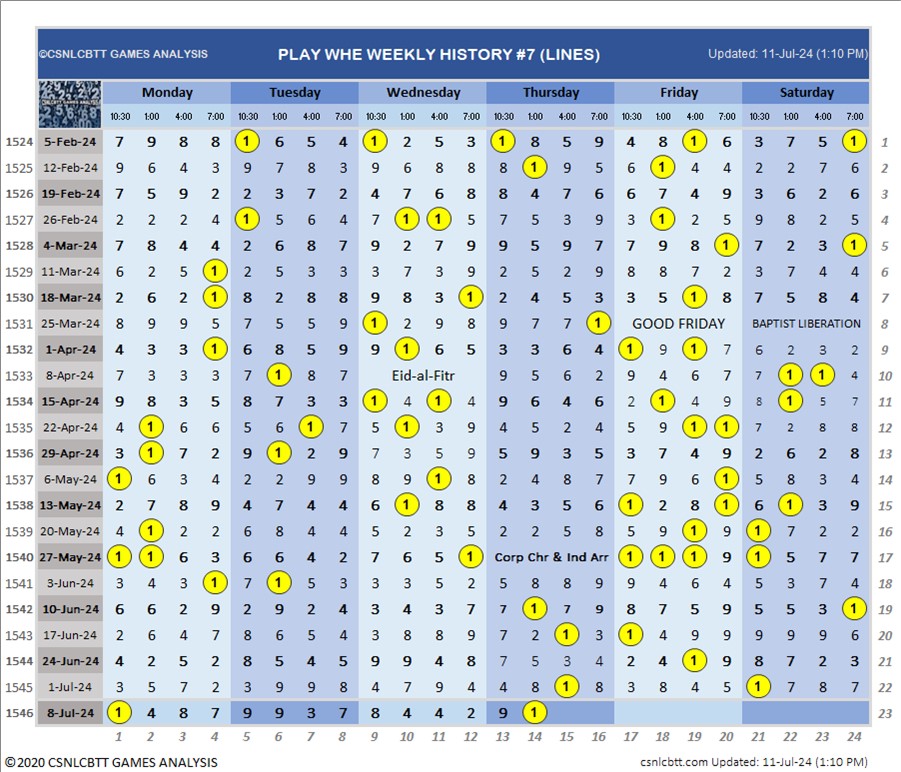 ©CSNLCBTT GAMES ANALYSIS PLAY WHE WEEKLY HISTORY #7 (LINES) Updated: 11-Jul-24 (1:10 PM)
CSNLCBTT GAMES ANALYSIS
Monday Tuesday Wednesday Thursday Friday Saturday
10:30 1:00 4:00 7:00 10:30 1:00 4:00 7:00 10:30 1:00 4:00 7:00 10:30 1:00 4:00 7:00 10:30 1:00 4:00 7:00 10:30 1:00 4:00 7:00
1524 5-Feb-24 7 9 8 8 1 6 5 4 1 2 5 3 1 8 5 9 4 8 1 6 3 7 5 1 1
1525 12-Feb-24 9 6 4 3 9 7 8 3 9 6 8 8 8 1 9 5 6 1 4 9 2 2 7 6 2
1526 19-Feb-24 7 5 9 2 2 3 7 2 4 7 6 8 8 4 7 6 6 7 4 9 3 6 2 6 3
1527 26-Feb-24 2 2 2 4 1 5 6 4 7 1 1 8 7 5 3 9 3 1 2 5 9 8 2 5 4
1528 4-Mar-24 7 8 4 4 2 6 8 7 9 2 7 9 9 5 9 7 7 9 8 1 7 2 3 1 5
1529 11-Mar-24 6 2 5 1 2 5 3 3 3 7 3 9 2 5 2 9 8 8 7 2 3 7 4 4 6
1530 18-Mar-24 2 6 2 1 8 2 8 8 9 8 3 1 2 4 5 3 3 5 1 8 7 5 8 4 7
1531 25-Mar-24 8 9 9 5 7 5 5 9 1 2 9 8 9 7 7 1 GOOD FRIDAY BAPTIST LIBERATION 8
1532 1-Apr-24 4 3 3 1 6 8 5 9 9 1 6 5 3 3 6 4 1 9 1 7 6 2 3 2 9
1533 8-Apr-24 7 3 3 3 7 1 8 7 Eid-al-Fitr 9 5 6 2 9 4 6 7 7 1 1 4 10
1534 15-Apr-24 9 8 3 5 8 7 3 3 1 4 1 4 9 6 4 6 2 1 4 9 8 1 5 7 11
1535 22-Apr-24 4 1 6 6 5 6 1 7 5 1 3 9 4 5 2 4 5 9 1 1 7 2 8 8 12
1536 29-Apr-24 3 1 7 2 9 1 2 9 7 3 5 9 5 9 3 5 3 7 4 9 2 6 2 8 13
1537 6-May-24 1 6 3 4 2 2 9 9 8 9 1 8 2 4 8 7 7 9 6 1 5 8 3 4 14
1538 13-May-24 2 7 8 9 4 7 4 4 6 1 8 8 4 3 5 6 1 2 8 1 6 1 3 9 15
1539 20-May-24 4 1 2 2 6 8 4 4 5 2 3 5 2 2 5 8 5 9 1 9 1 7 2 2 16
1540 27-May-24 1 1 6 3 6 6 4 2 7 6 5 1 Corp Chr & Ind Arr 1 1 1 9 1 5 7 7 17
1541 3-Jun-24 3 4 3 1 7 1 5 3 3 3 5 2 5 8 8 9 9 4 6 4 5 3 7 4 18
1542 10-Jun-24 6 6 2 9 2 9 2 4 3 4 3 7 7 1 7 9 8 7 5 9 5 5 3 1 19
1543 17-Jun-24 2 6 4 7 8 6 5 4 3 8 8 9 7 2 1 3 1 4 9 4 9 9 9 6 20
1544 24-Jun-24 4 2 5 2 8 5 4 5 9 9 4 8 7 5 3 4 2 4 1 9 8 7 2 3 21
1545 1-Jul-24 3 5 7 2 3 9 9 8 4 7 9 4 4 8 1 8 3 8 4 5 1 7 8 7 22
1546 8-Jul-24 1 4 8 7 9 9 3 7 8 4 4 2 9 1 23
1 2 3 4 5 6 7 8 9 10 11 12 13 14 15 16 17 18 19 20 21 22 23 24
©2020 CSNLCBTT GAMES ANALYSIS csnlcbtt.com Updated: 11-Jul-24 (1:10 PM)